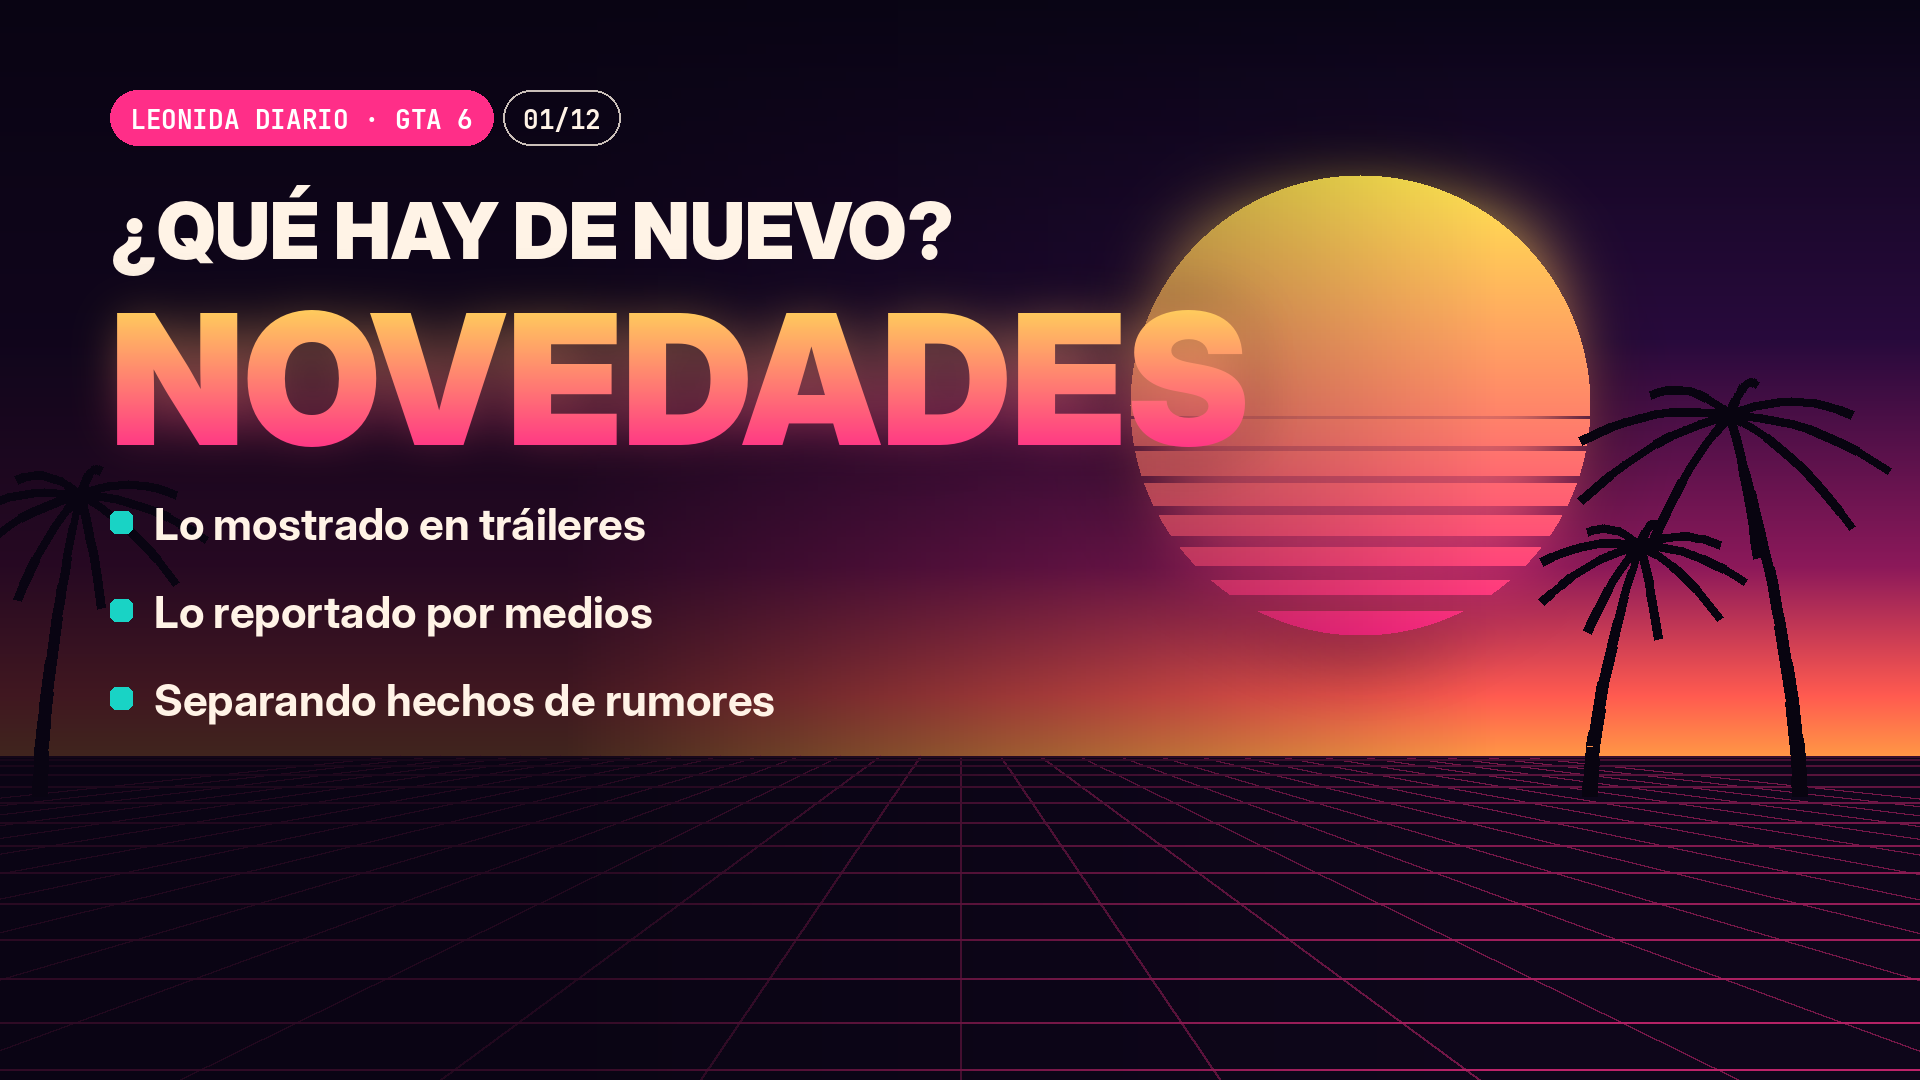 LEONIDA DIARIO · GTA 6
01/12
¿QUÉ HAY DE NUEVO?
NOVEDADES
Lo mostrado en tráileres
Lo reportado por medios
Separando hechos de rumores